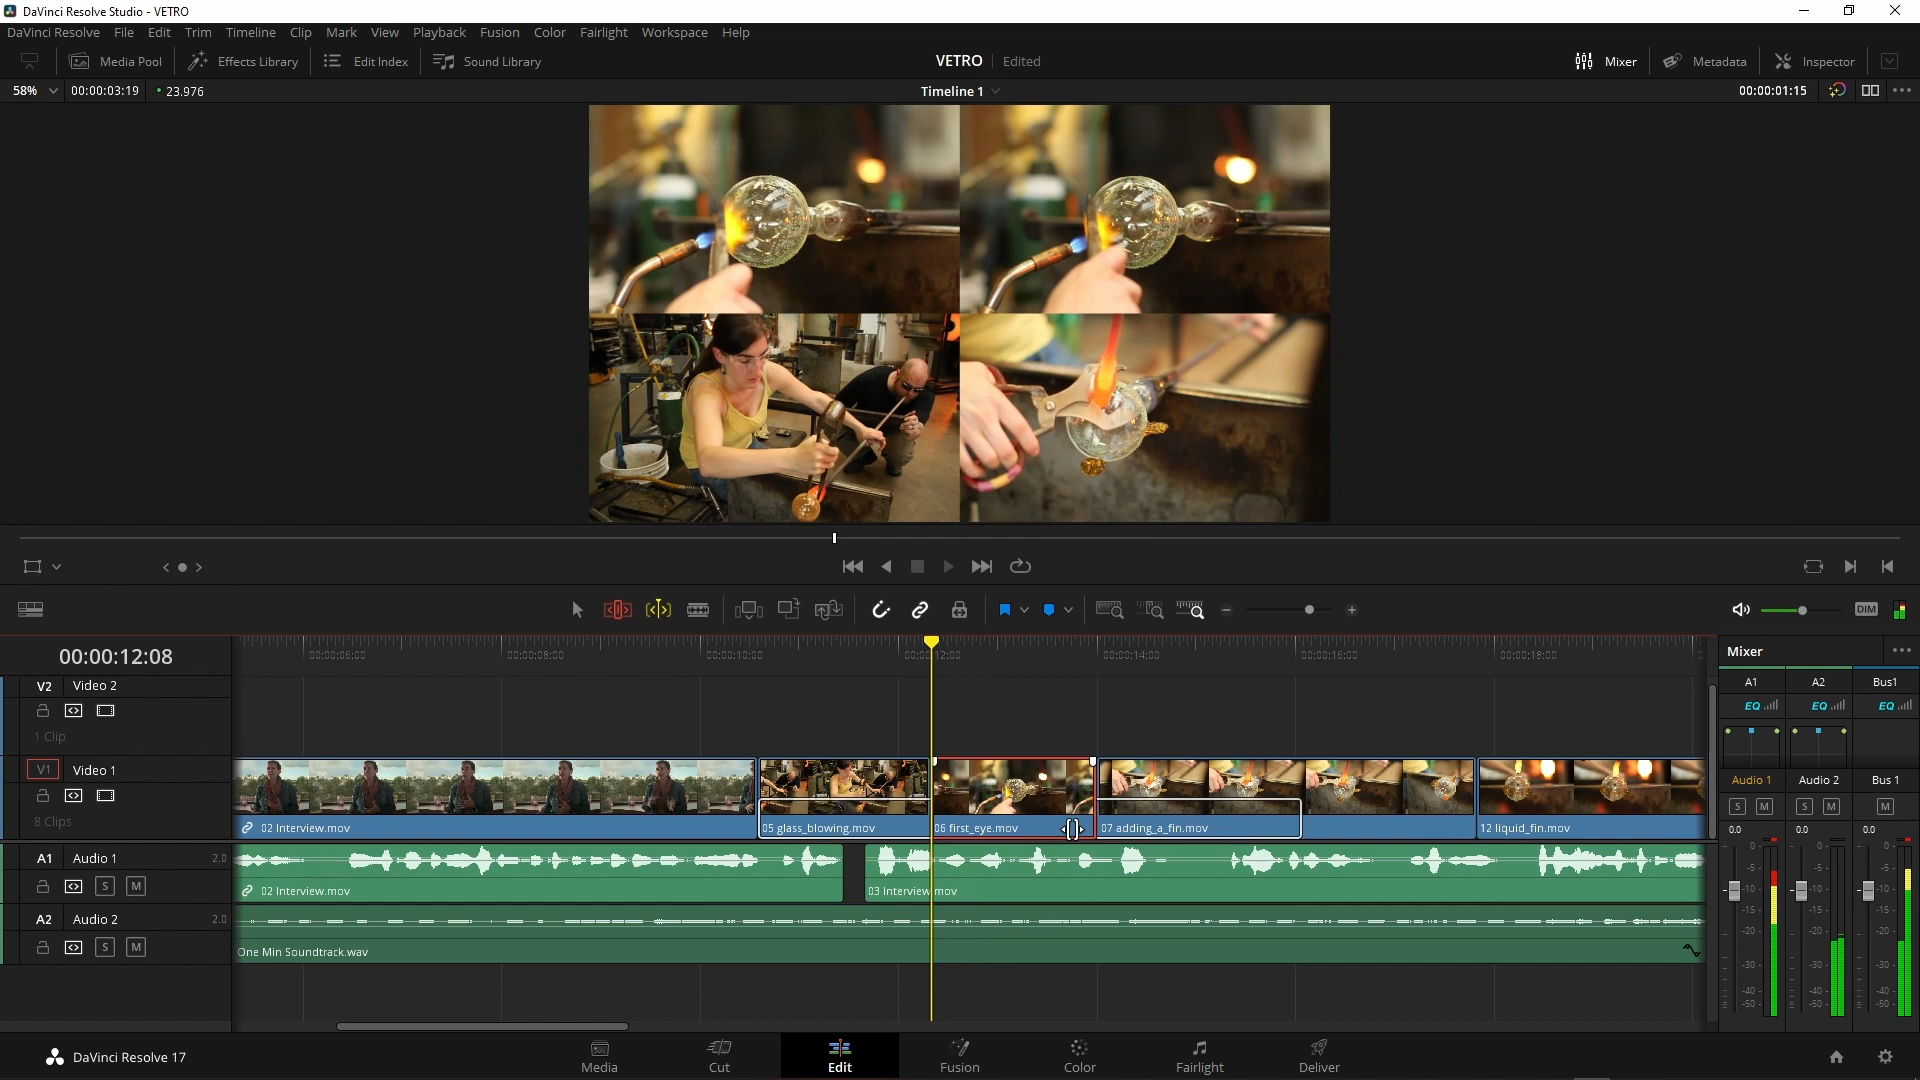 DaVinci Resolve Studio - VETRO
DaVinci Resolve File Edit Trim Timeline Clip Mark View Playback Fusion Color Fairlight Workspace Help
Media Pool Effects Library Edit Index Sound Library VETRO Edited Mixer Metadata Inspector
58% 00:00:03:19 23.976 Timeline 1 00:00:01:15
DIM
00:00:12:08 00:00:06:00 00:00:08:00 00:00:10:00 00:00:12:00 00:00:14:00 00:00:16:00 00:00:18:00 Mixer
V2 Video 2 A1 A2 Bus1
EQ EQ EQ
1 Clip
V1 Video 1 Audio 1 Audio 2 Bus 1
S M S M M
8 Clips 02 Interview.mov 05 glass_blowing.mov 06 first_eye.mov 07 adding_a_fin.mov 12 liquid_fin.mov 0.0 0.0 0.0
A1 Audio 1 2.0
S M 02 Interview.mov 03 Interview.mov
A2 Audio 2 2.0
S M One Min Soundtrack.wav
0 0 0
-5 -5 -5
-10 -10 -10
-15 -15 -15
-20 -20 -20
-30 -30 -30
-40 -40 -40
-50 -50 -50
DaVinci Resolve 17 Media Cut Edit Fusion Color Fairlight Deliver